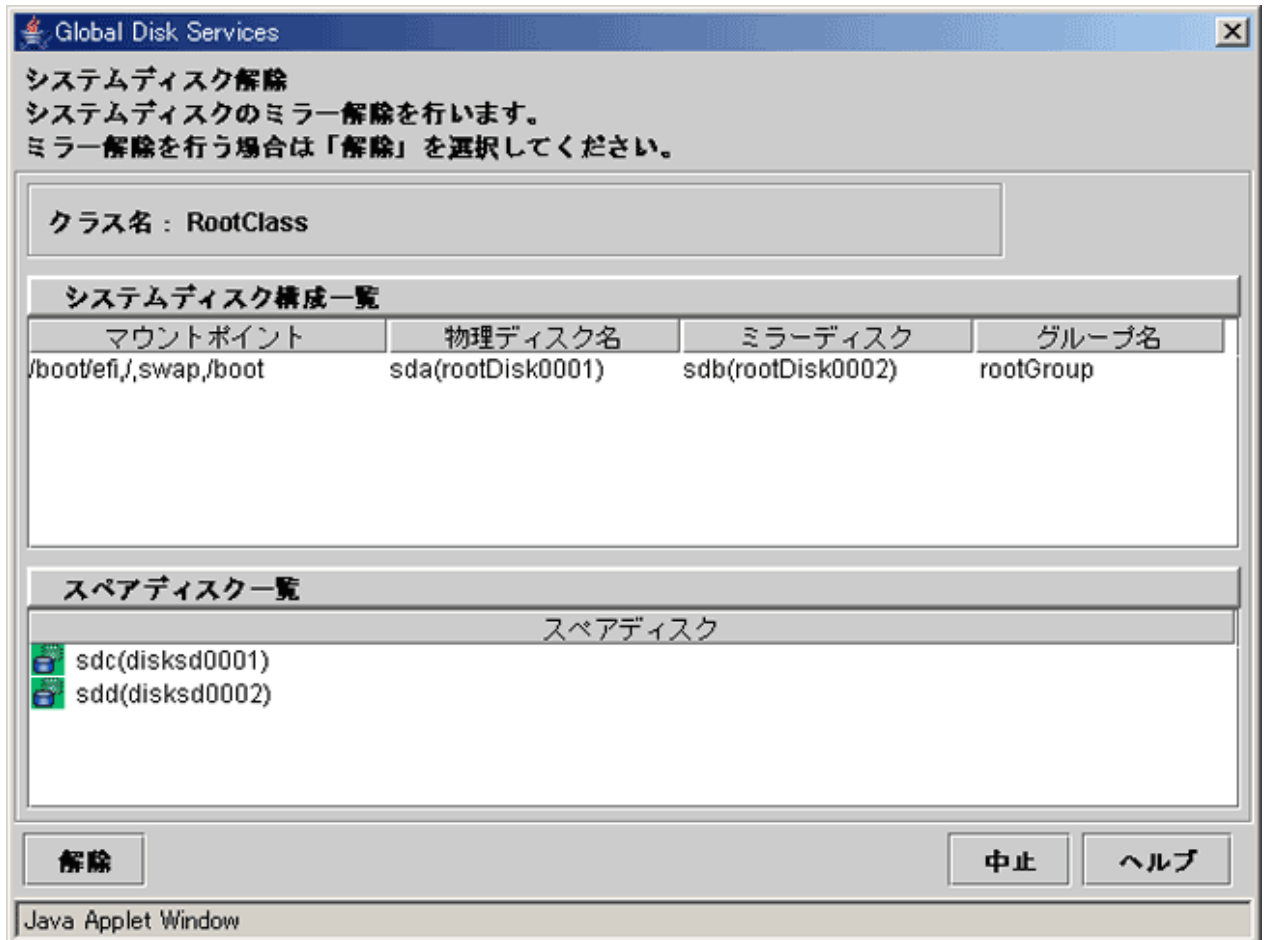 Global Disk Services
システムディスク解除
システムディスクのミラー解除を行います。
ミラー解除を行う場合は「解除」を選択してください。
クラス名 : RootClass
システムディスク構成一覧
マウントポイント 物理ディスク名 ミラーディスク グループ名
/boot/efi,/,swap,/boot sda(rootDisk0001) sdb(rootDisk0002) rootGroup
スペアディスク一覧
スペアディスク
sdc(disksd0001)
sdd(disksd0002)
解除 中止 ヘルプ
Java Applet Window